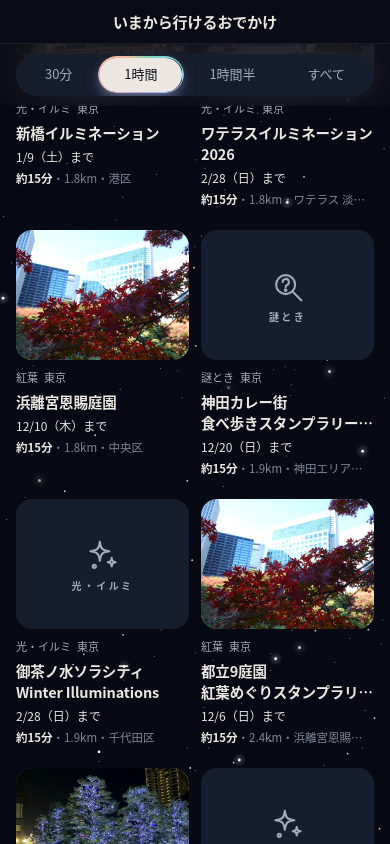 いまから行けるおでかけ
30分
1時間
1時間半
すべて
光・イルミ 東京
新橋イルミネーション
1/9（土）まで
約15分・1.8km・港区
光・イルミ 東京
ワテラスイルミネーション
2026
2/28（日）まで
約15分・1.8km・ワテラス 淡…
紅葉 東京
浜離宮恩賜庭園
12/10（木）まで
約15分・1.8km・中央区
謎とき
謎とき 東京
神田カレー街
食べ歩きスタンプラリー…
12/20（日）まで
約15分・1.9km・神田エリア…
光・イルミ
光・イルミ 東京
御茶ノ水ソラシティ
Winter Illuminations
2/28（日）まで
約15分・1.9km・千代田区
紅葉 東京
都立9庭園
紅葉めぐりスタンプラリ…
12/6（日）まで
約15分・2.4km・浜離宮恩賜…